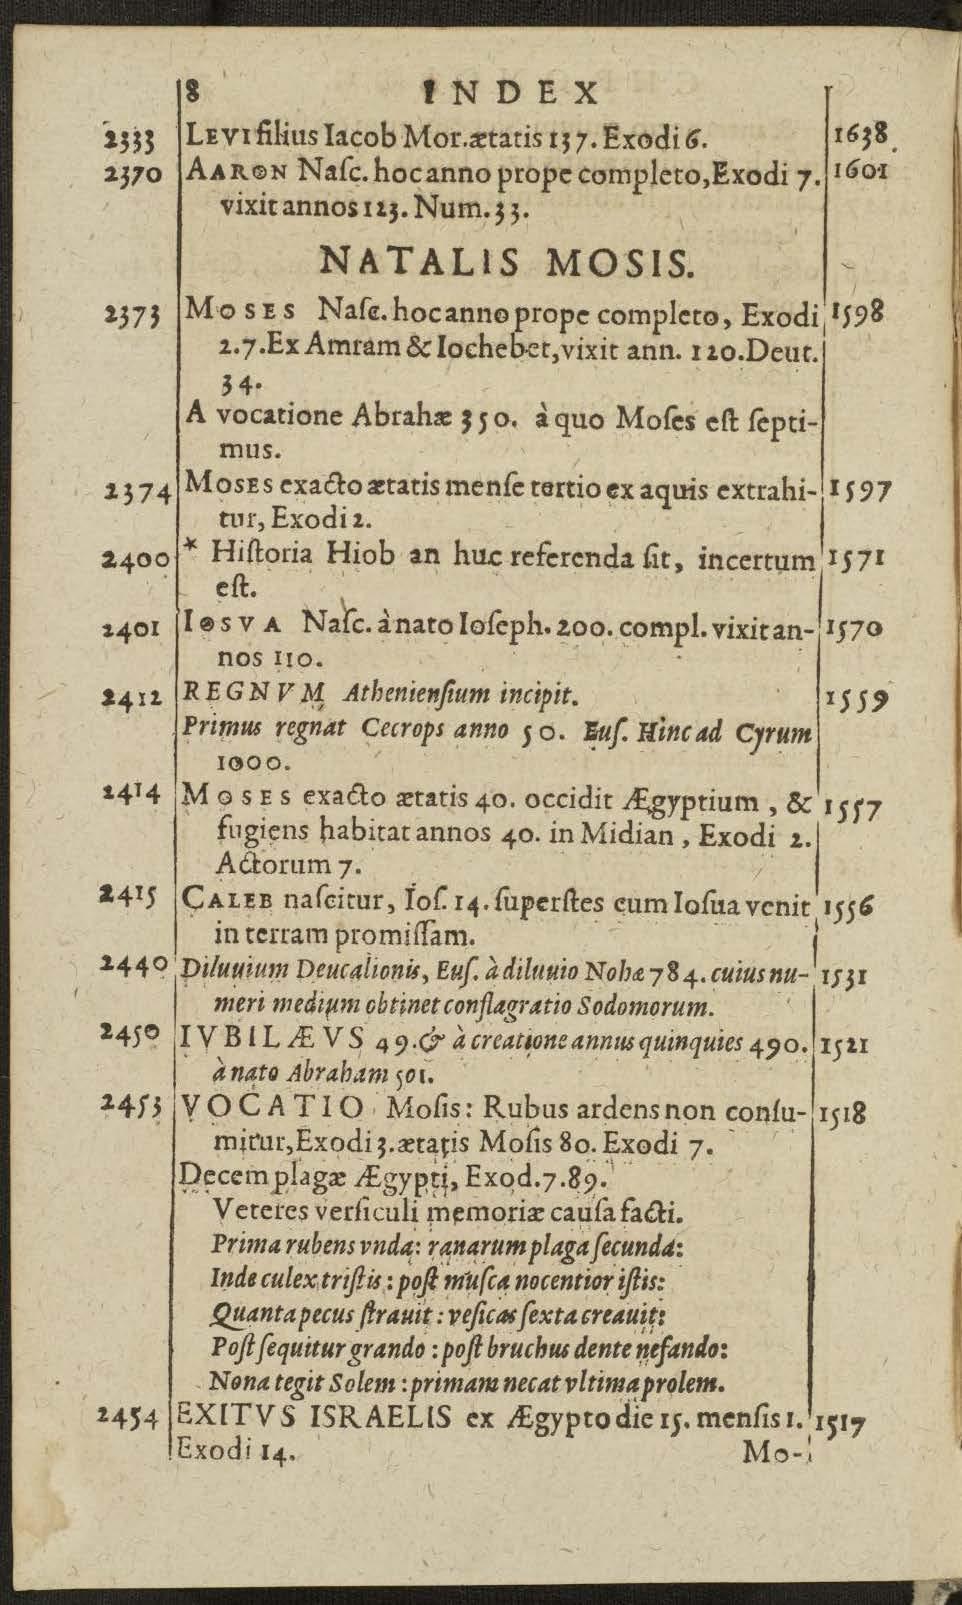 8 INDEX
2333 LEVI filius Iacob Mor. ætatis 137. Exodi 6. 1638
2370 AARON Naſc. hoc anno prope completo, Exodi 7. 1601
vixit annos 123. Num. 33.
NATALIS MOSIS.
2373 MOSES Naſc. hoc anno prope completo, Exodi 1598
2.7. Ex Amram & Iochebet, vixit ann. 120. Deut.
34.
A vocatione Abrahæ 350. à quo Moſes eſt ſepti-
mus.
2374 MOSES exacto ætatis menſe tertio ex aquis extrahi- 1597
tur, Exodi 2.
2400 * Hiſtoria Hiob an huc referenda ſit, incertum 1571
eſt.
2401 IOSVA Naſc. à nato Ioſeph. 200. compl. vixit an- 1570
nos 110.
2412 REGNVM Athenienſium incipit. 1559
Primus regnat Cecrops anno 50. Euſ. Hinc ad Cyrum
1000.
2414 MOSES exacto ætatis 40. occidit Ægyptium, & 1557
fugiens habitat annos 40. in Midian, Exodi 2.
Actorum 7.
2415 CALEB naſcitur, Ioſ. 14. ſuperſtes cum Ioſua venit 1556
in terram promiſſam.
2440 Diluuium Deucalionis, Euſ. à diluuio Nohæ 784. cuius nu- 1531
meri medium obtinet conflagratio Sodomorum.
2450 IVBILÆVS 49. & à creatione annus quinquies 490. 1521
à nato Abraham 501.
2453 VOCATIO Moſis: Rubus ardens non conſu- 1518
mitur, Exodi 3. ætatis Moſis 80. Exodi 7.
Decem plagæ Ægypti, Exod. 7.89.
Veteres verſiculi memoriæ cauſa facti.
Prima rubens vnda: ranarum plaga ſecunda:
Inde culex triſtis: poſt muſca nocentior iſtis:
Quanta pecus ſtrauit: veſicas ſexta creauit:
Poſt ſequitur grando: poſt bruchus dente nefando:
Nona tegit Solem: primam necat vltima prolem.
2454 EXITVS ISRAELIS ex Ægypto die 15. menſis 1. 1517
Exodi 14. Mo-